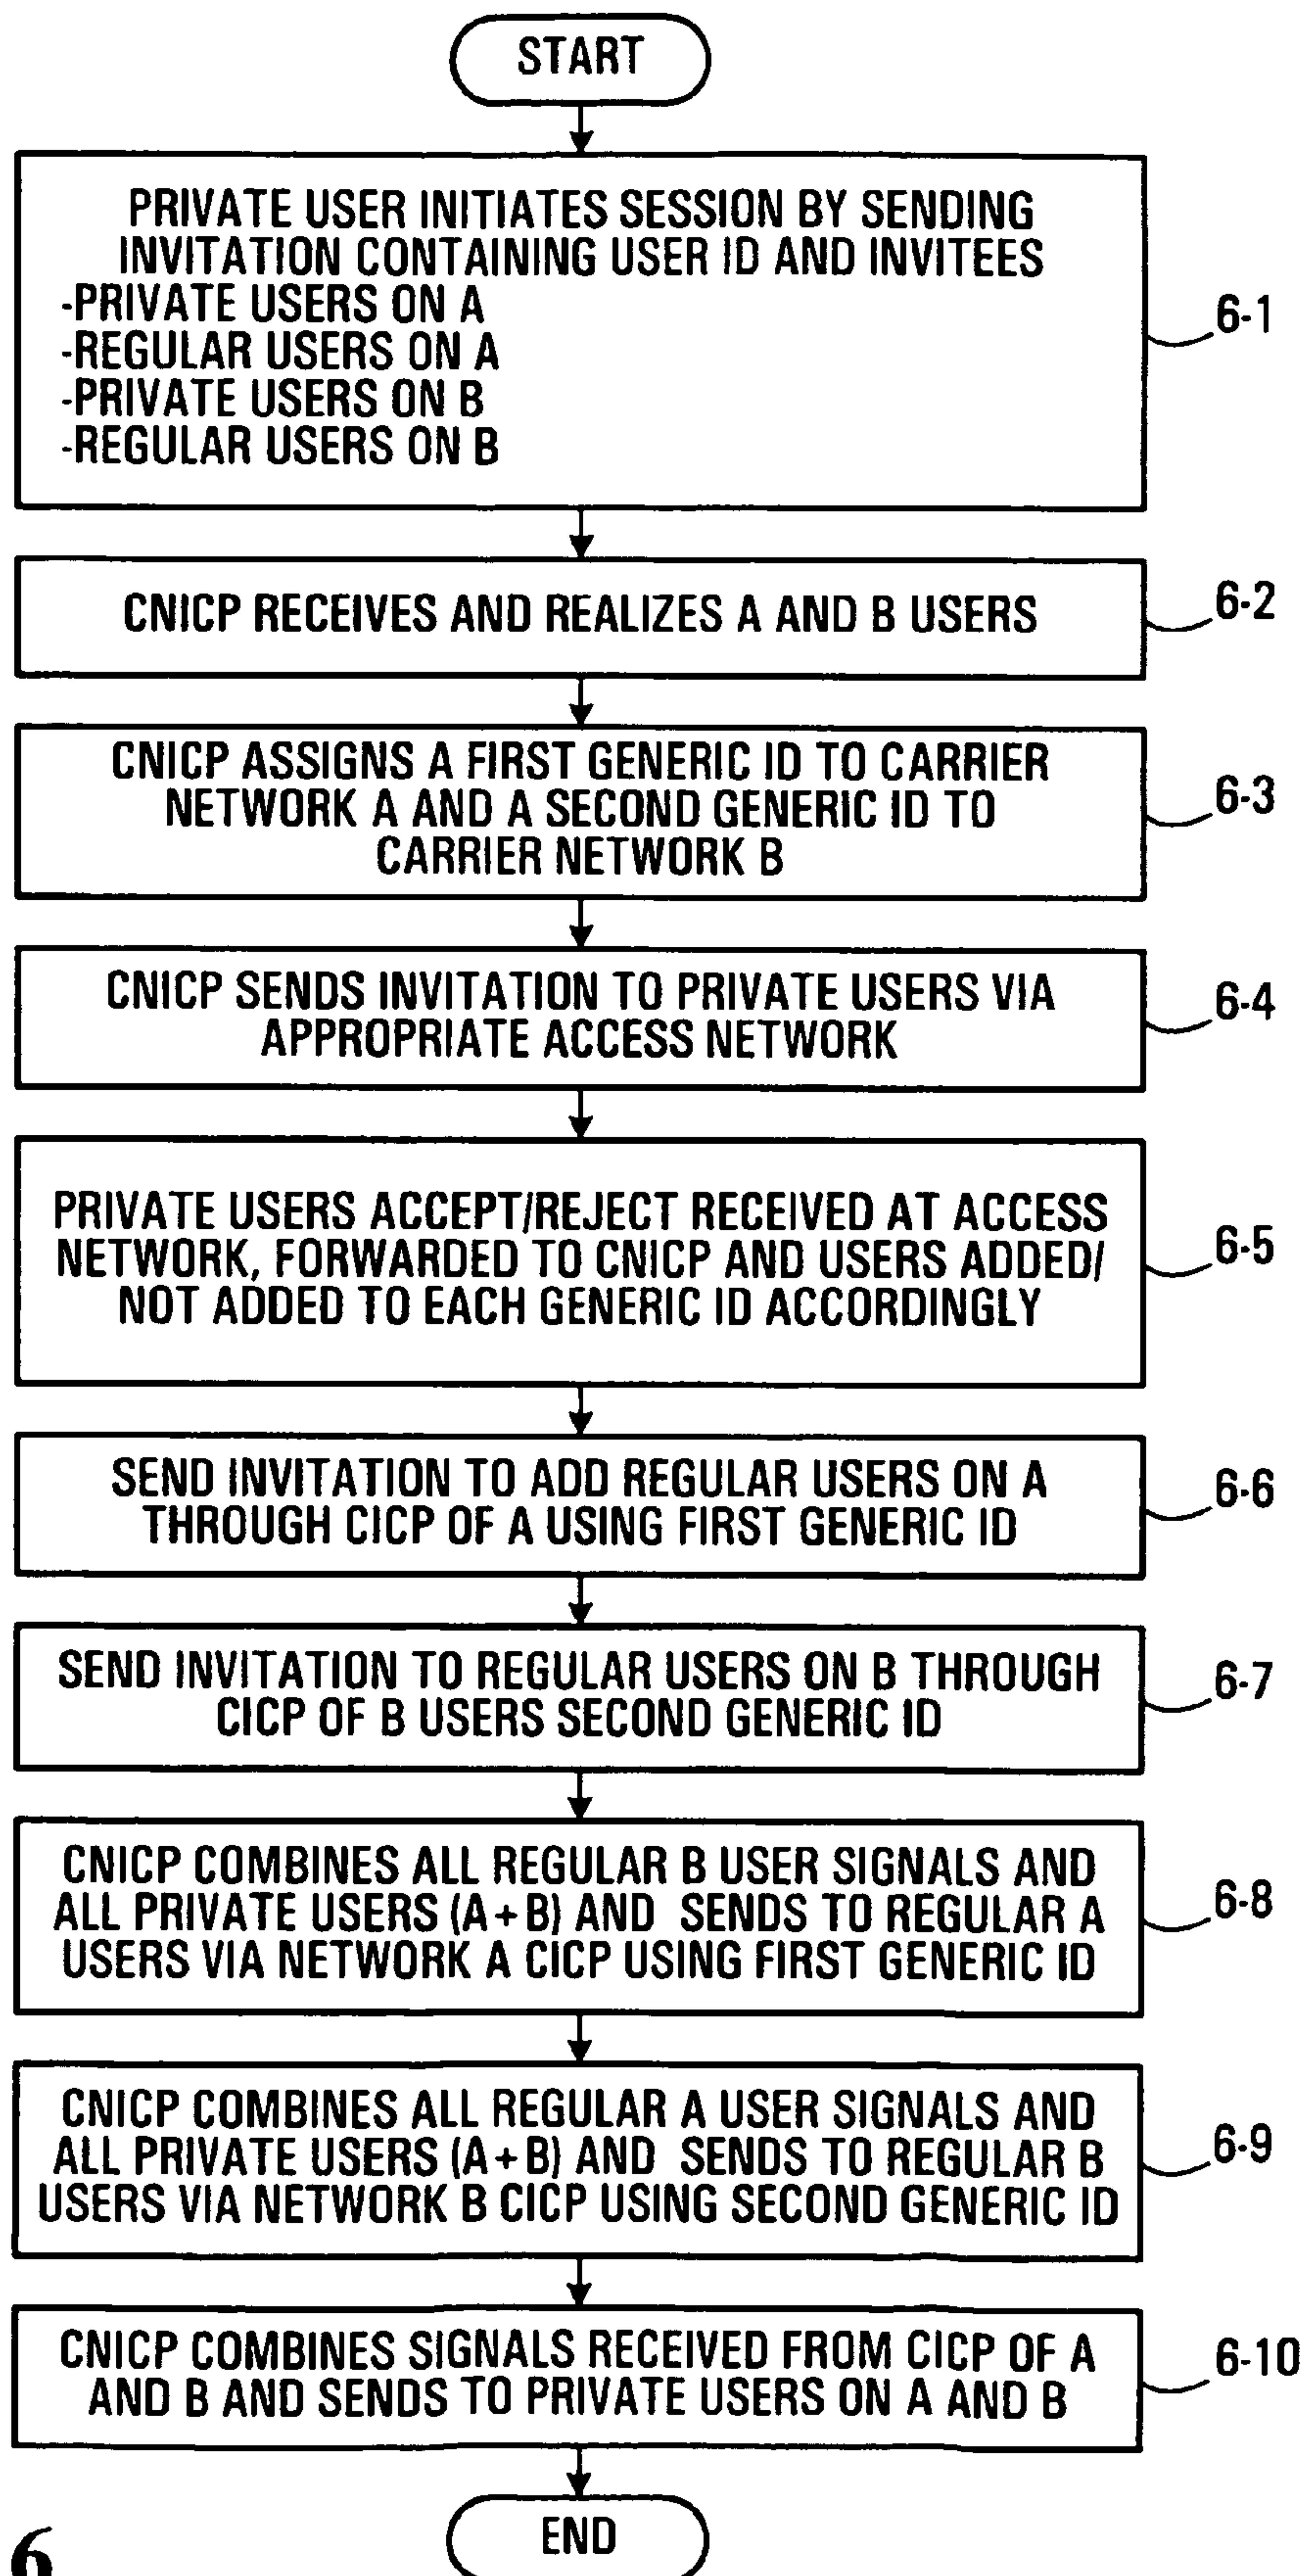 START
PRIVATE USER INITIATES SESSION BY SENDING
INVITATION CONTAINING USER ID AND INVITEES
-PRIVATE USERS ON A
-REGULAR USERS ON A
-PRIVATE USERS ON B
-REGULAR USERS ON B
6-1
CNICP RECEIVES AND REALIZES A AND B USERS
6-2
CNICP ASSIGNS A FIRST GENERIC ID TO CARRIER
NETWORK A AND A SECOND GENERIC ID TO
CARRIER NETWORK B
6-3
CNICP SENDS INVITATION TO PRIVATE USERS VIA
APPROPRIATE ACCESS NETWORK
6-4
PRIVATE USERS ACCEPT/REJECT RECEIVED AT ACCESS
NETWORK, FORWARDED TO CNICP AND USERS ADDED/
NOT ADDED TO EACH GENERIC ID ACCORDINGLY
6-5
SEND INVITATION TO ADD REGULAR USERS ON A
THROUGH CICP OF A USING FIRST GENERIC ID
6-6
SEND INVITATION TO REGULAR USERS ON B THROUGH
CICP OF B USERS SECOND GENERIC ID
6-7
CNICP COMBINES ALL REGULAR B USER SIGNALS AND
ALL PRIVATE USERS (A+B) AND SENDS TO REGULAR A
USERS VIA NETWORK A CICP USING FIRST GENERIC ID
6-8
CNICP COMBINES ALL REGULAR A USER SIGNALS AND
ALL PRIVATE USERS (A+B) AND SENDS TO REGULAR B
USERS VIA NETWORK B CICP USING SECOND GENERIC ID
6-9
CNICP COMBINES SIGNALS RECEIVED FROM CICP OF A
AND B AND SENDS TO PRIVATE USERS ON A AND B
6-10
END
6